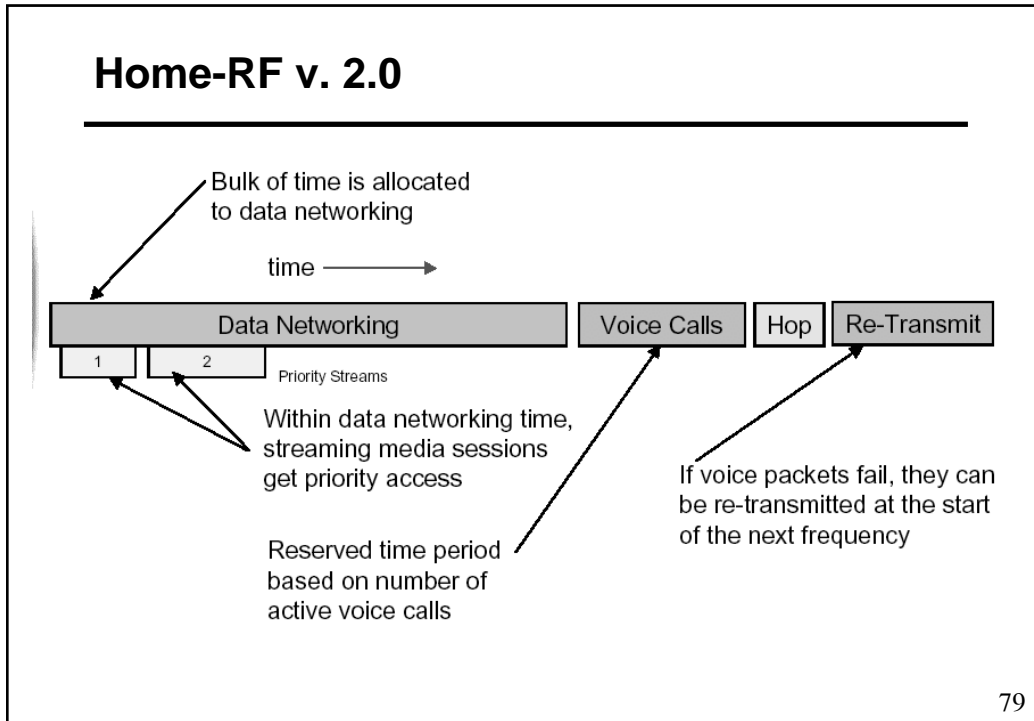 Home-RF v. 2.0
Bulk of time is allocated
to data networking
time
Data Networking
Voice Calls
Hop
Re-Transmit
1
2
Priority Streams
Within data networking time,
streaming media sessions
get priority access
If voice packets fail, they can
be re-transmitted at the start
of the next frequency
Reserved time period
based on number of
active voice calls
79